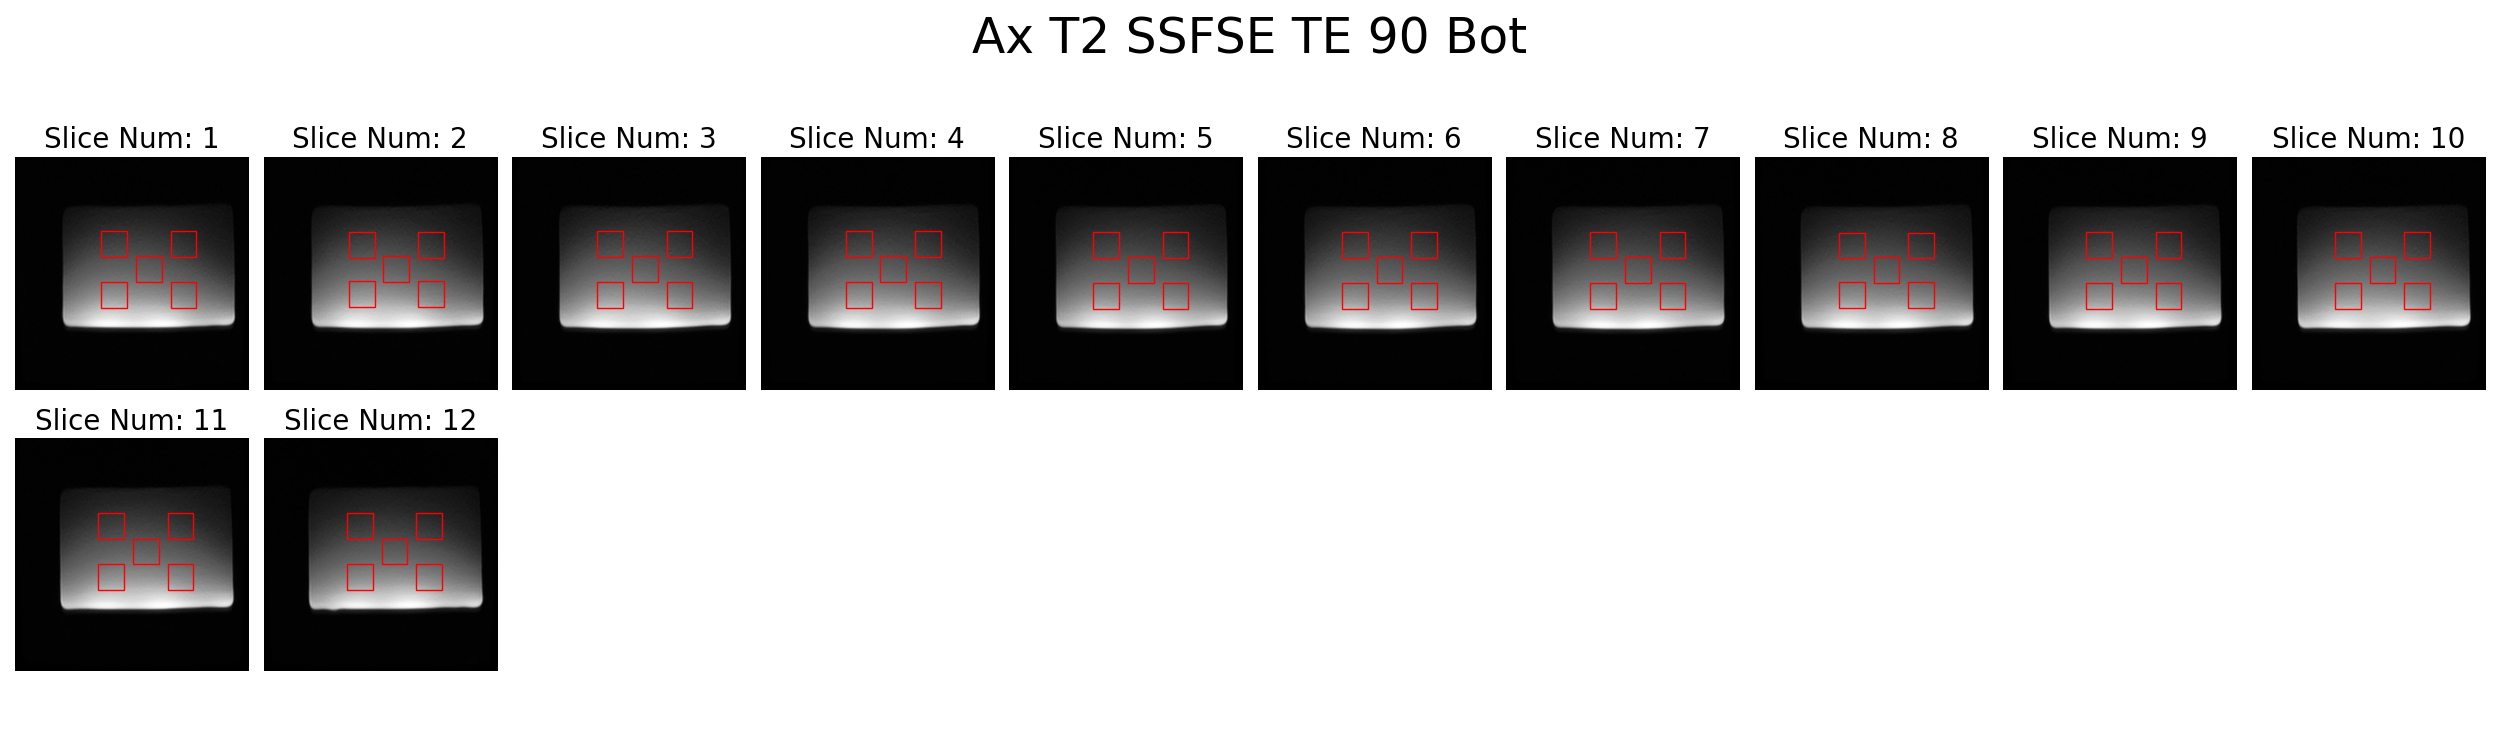 Ax T2 SSFSE TE 90 Bot
Slice Num: 1
Slice Num: 2
Slice Num: 3
Slice Num: 4
Slice Num: 5
Slice Num: 6
Slice Num: 7
Slice Num: 8
Slice Num: 9
Slice Num: 10
Slice Num: 11
Slice Num: 12